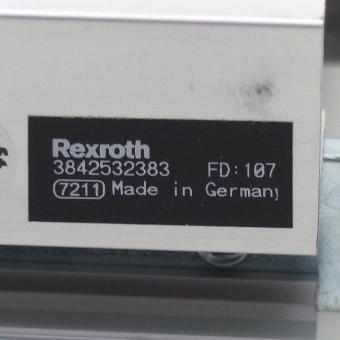 Rexroth
3842532383 FD:107
7211 Made in Germany